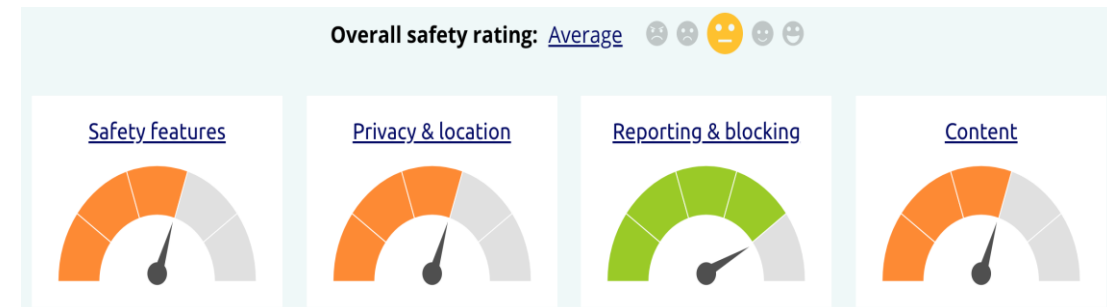 Overall safety rating: Average
Safety features
Privacy & location
Reporting & blocking
Content